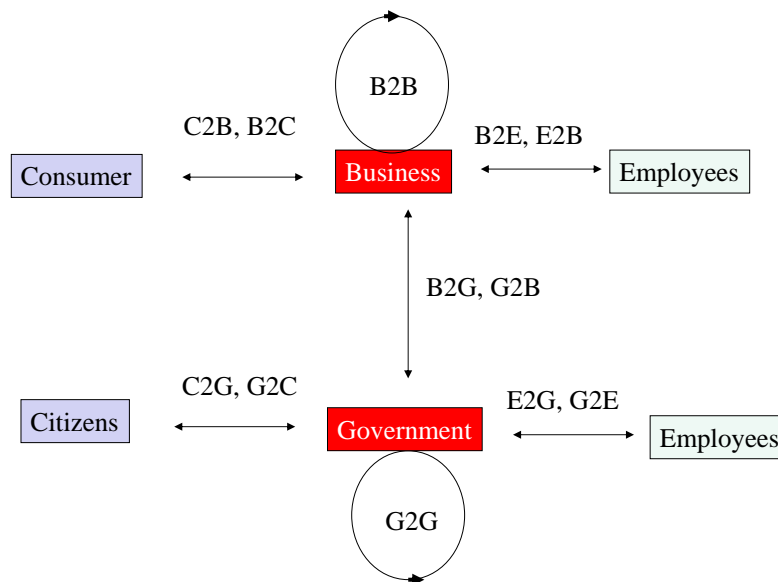 B2B
C2B, B2C
B2E, E2B
Consumer
Business
Employees
B2G, G2B
C2G, G2C
E2G, G2E
Citizens
Government
Employees
G2G